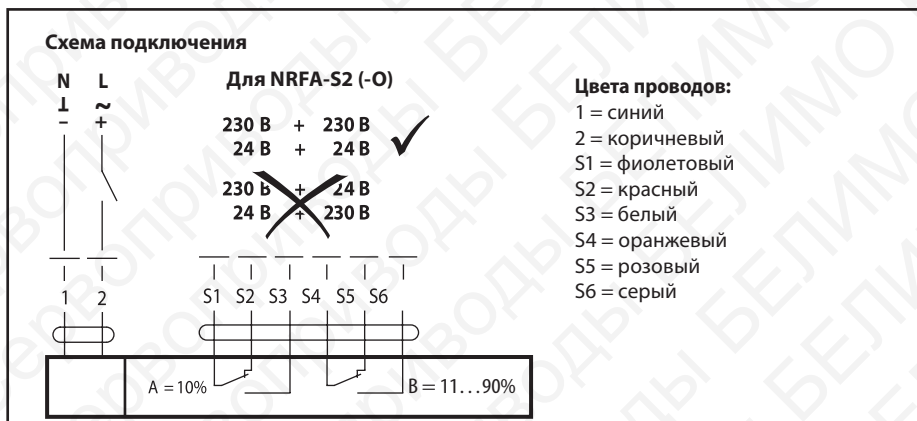 Схема подключения
N L
⊥ ~
– +
Для NRFA-S2 (-O)
230 В + 230 В
24 В + 24 В
230 В + 24 В
24 В + 230 В
1 2 S1 S2 S3 S4 S5 S6
A = 10%
B = 11...90%
Цвета проводов:
1 = синий
2 = коричневый
S1 = фиолетовый
S2 = красный
S3 = белый
S4 = оранжевый
S5 = розовый
S6 = серый